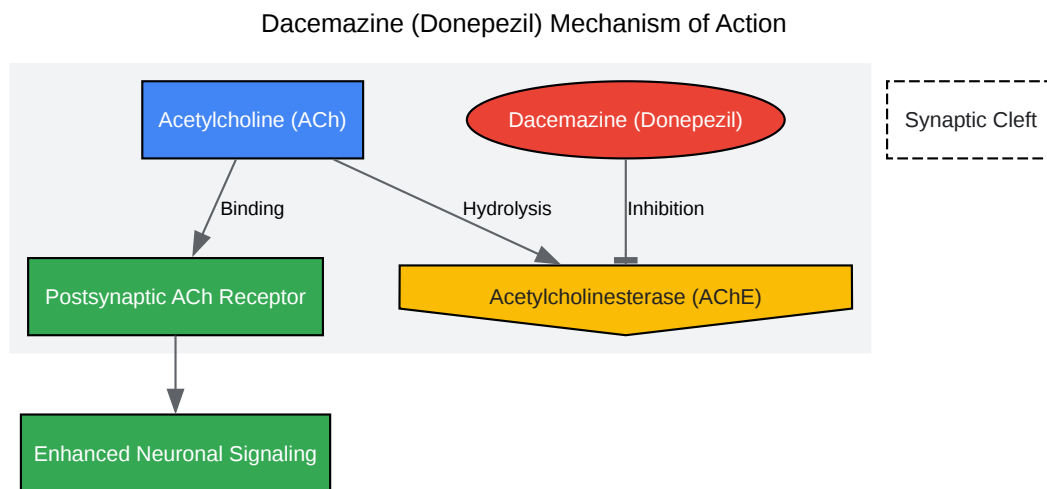 Dacemazine (Donepezil) Mechanism of Action
Acetylcholine (ACh)
Dacemazine (Donepezil)
Synaptic Cleft
Binding
Hydrolysis
Inhibition
Postsynaptic ACh Receptor
Acetylcholinesterase (AChE)
Enhanced Neuronal Signaling